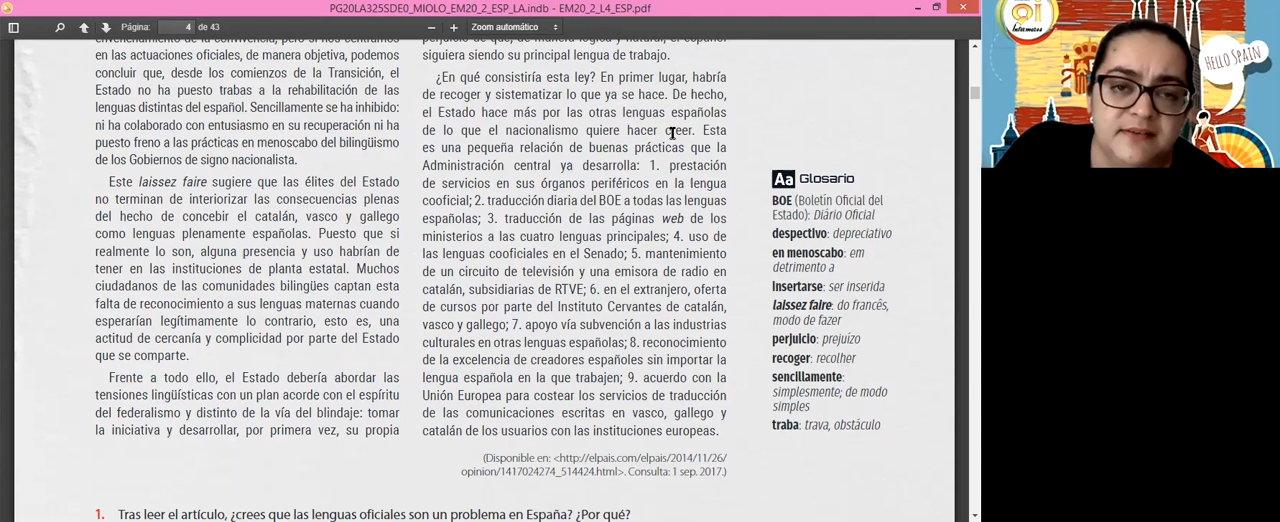 PG20LA325SDE0_MIOLO_EM20_2_ESP_LA.indb - EM20_2_L4_ESP.pdf
Página: 4 de 43
Zoom automático
en las actuaciones oficiales, de manera objetiva, podemos
concluir que, desde los comienzos de la Transición, el
Estado no ha puesto trabas a la rehabilitación de las
lenguas distintas del español. Sencillamente se ha inhibido:
ni ha colaborado con entusiasmo en su recuperación ni ha
puesto freno a las prácticas en menoscabo del bilingüismo
de los Gobiernos de signo nacionalista.
Este laissez faire sugiere que las élites del Estado
no terminan de interiorizar las consecuencias plenas
del hecho de concebir el catalán, vasco y gallego
como lenguas plenamente españolas. Puesto que si
realmente lo son, alguna presencia y uso habrían de
tener en las instituciones de planta estatal. Muchos
ciudadanos de las comunidades bilingües captan esta
falta de reconocimiento a sus lenguas maternas cuando
esperarían legítimamente lo contrario, esto es, una
actitud de cercanía y complicidad por parte del Estado
que se comparte.
Frente a todo ello, el Estado debería abordar las
tensiones lingüísticas con un plan acorde con el espíritu
del federalismo y distinto de la vía del blindaje: tomar
la iniciativa y desarrollar, por primera vez, su propia
siguiera siendo su principal lengua de trabajo.
¿En qué consistiría esta ley? En primer lugar, habría
de recoger y sistematizar lo que ya se hace. De hecho,
el Estado hace más por las otras lenguas españolas
de lo que el nacionalismo quiere hacer creer. Esta
es una pequeña relación de buenas prácticas que la
Administración central ya desarrolla: 1. prestación
de servicios en sus órganos periféricos en la lengua
cooficial; 2. traducción diaria del BOE a todas las lenguas
españolas; 3. traducción de las páginas web de los
ministerios a las cuatro lenguas principales; 4. uso de
las lenguas cooficiales en el Senado; 5. mantenimiento
de un circuito de televisión y una emisora de radio en
catalán, subsidiarias de RTVE; 6. en el extranjero, oferta
de cursos por parte del Instituto Cervantes de catalán,
vasco y gallego; 7. apoyo vía subvención a las industrias
culturales en otras lenguas españolas; 8. reconocimiento
de la excelencia de creadores españoles sin importar la
lengua española en la que trabajen; 9. acuerdo con la
Unión Europea para costear los servicios de traducción
de las comunicaciones escritas en vasco, gallego y
catalán de los usuarios con las instituciones europeas.
(Disponible en: <http://elpais.com/elpais/2014/11/26/
opinion/1417024274_514424.html>. Consulta: 1 sep. 2017.)
Aa Glosario
BOE (Boletín Oficial del
Estado): Diário Oficial
despectivo: depreciativo
en menoscabo: em
detrimento a
insertarse: ser inserida
laissez faire: do francês,
modo de fazer
perjuicio: prejuízo
recoger: recolher
sencillamente:
simplesmente; de modo
simples
traba: trava, obstáculo
1. Tras leer el artículo, ¿crees que las lenguas oficiales son un problema en España? ¿Por qué?
HELLO SPAIN